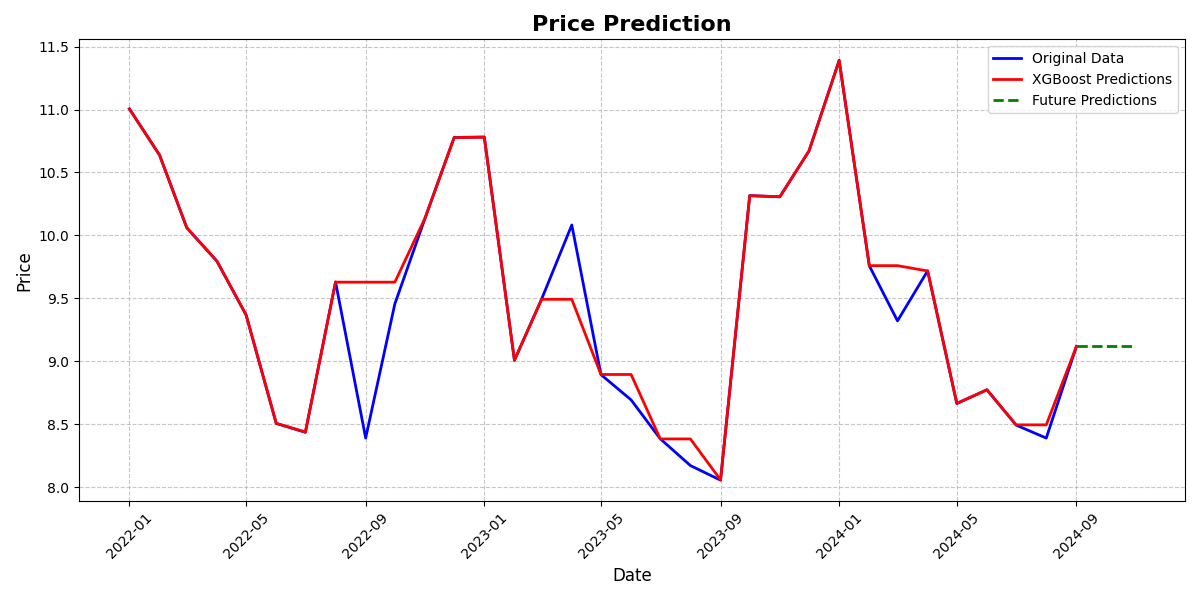 Price Prediction
Original Data
XGBoost Predictions
Future Predictions
Price
11.5
11.0
10.5
10.0
9.5
9.0
8.5
8.0
2022-01
2022-05
2022-09
2023-01
2023-05
2023-09
2024-01
2024-05
2024-09
Date